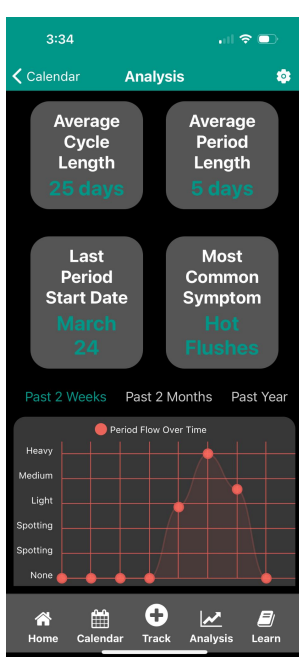 3:34
Calendar Analysis
Average
Cycle
Length
25 days
Average
Period
Length
5 days
Last
Period
Start Date
March
24
Most
Common
Symptom
Hot
Flushes
Past 2 Weeks Past 2 Months Past Year
Period Flow Over Time
Heavy
Medium
Light
Spotting
Spotting
None
Home Calendar Track Analysis Learn